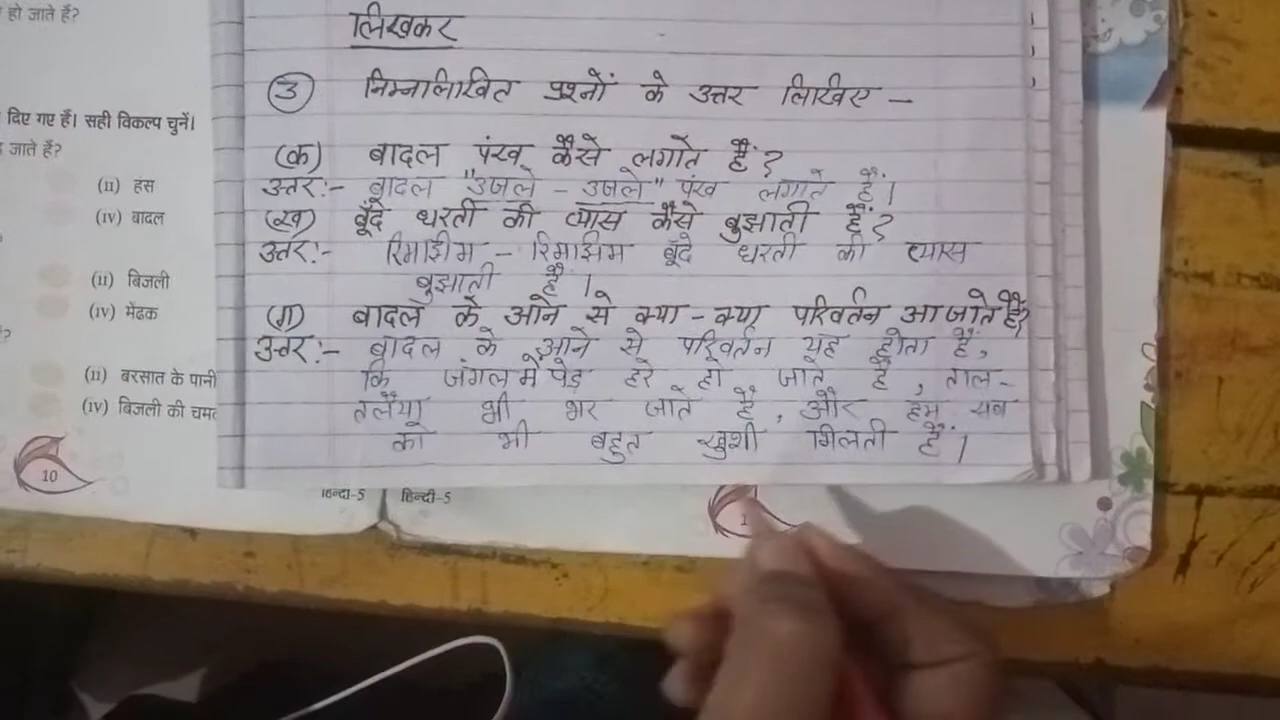 हो जाते हैं?
दिए गए हैं। सही विकल्प चुनें।
जाते हैं?
(ii) हंस
(iv) बादल
(ii) बिजली
(iv) मेंढक
(ii) बरसात के पानी
(iv) बिजली की चमक
10
लिखकर
③ निम्नलिखित प्रश्नों के उत्तर लिखिए –
(क) बादल पंख कैसे लगाते हैं?
उत्तर:- बादल "उजले - उजले" पंख लगाते हैं।
(ख) बूँदे धरती की प्यास कैसे बुझाती हैं?
उत्तर:- रिमझिम - रिमझिम बूँदे धरती की प्यास
बुझाती हैं।
(ग) बादल के आने से क्या - क्या परिवर्तन आ जाते हैं?
उत्तर:- बादल के आने से परिवर्तन यह होता है,
कि जंगल में पेड़ हरे हो जाते हैं, ताल-
तलैया भी भर जाते हैं, और हम सब
को भी बहुत खुशी मिलती हैं।
हिन्दी-5 हिन्दी-5